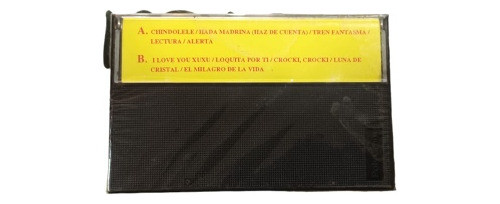 A. CHINDOLELE / HADA MADRINA (HAZ DE CUENTA) / TREN FANTASMA /
LECTURA / ALERTA
B. I LOVE YOU XUXU / LOQUITA POR TI / CROCKI, CROCKI / LUNA DE
CRISTAL / EL MILAGRO DE LA VIDA